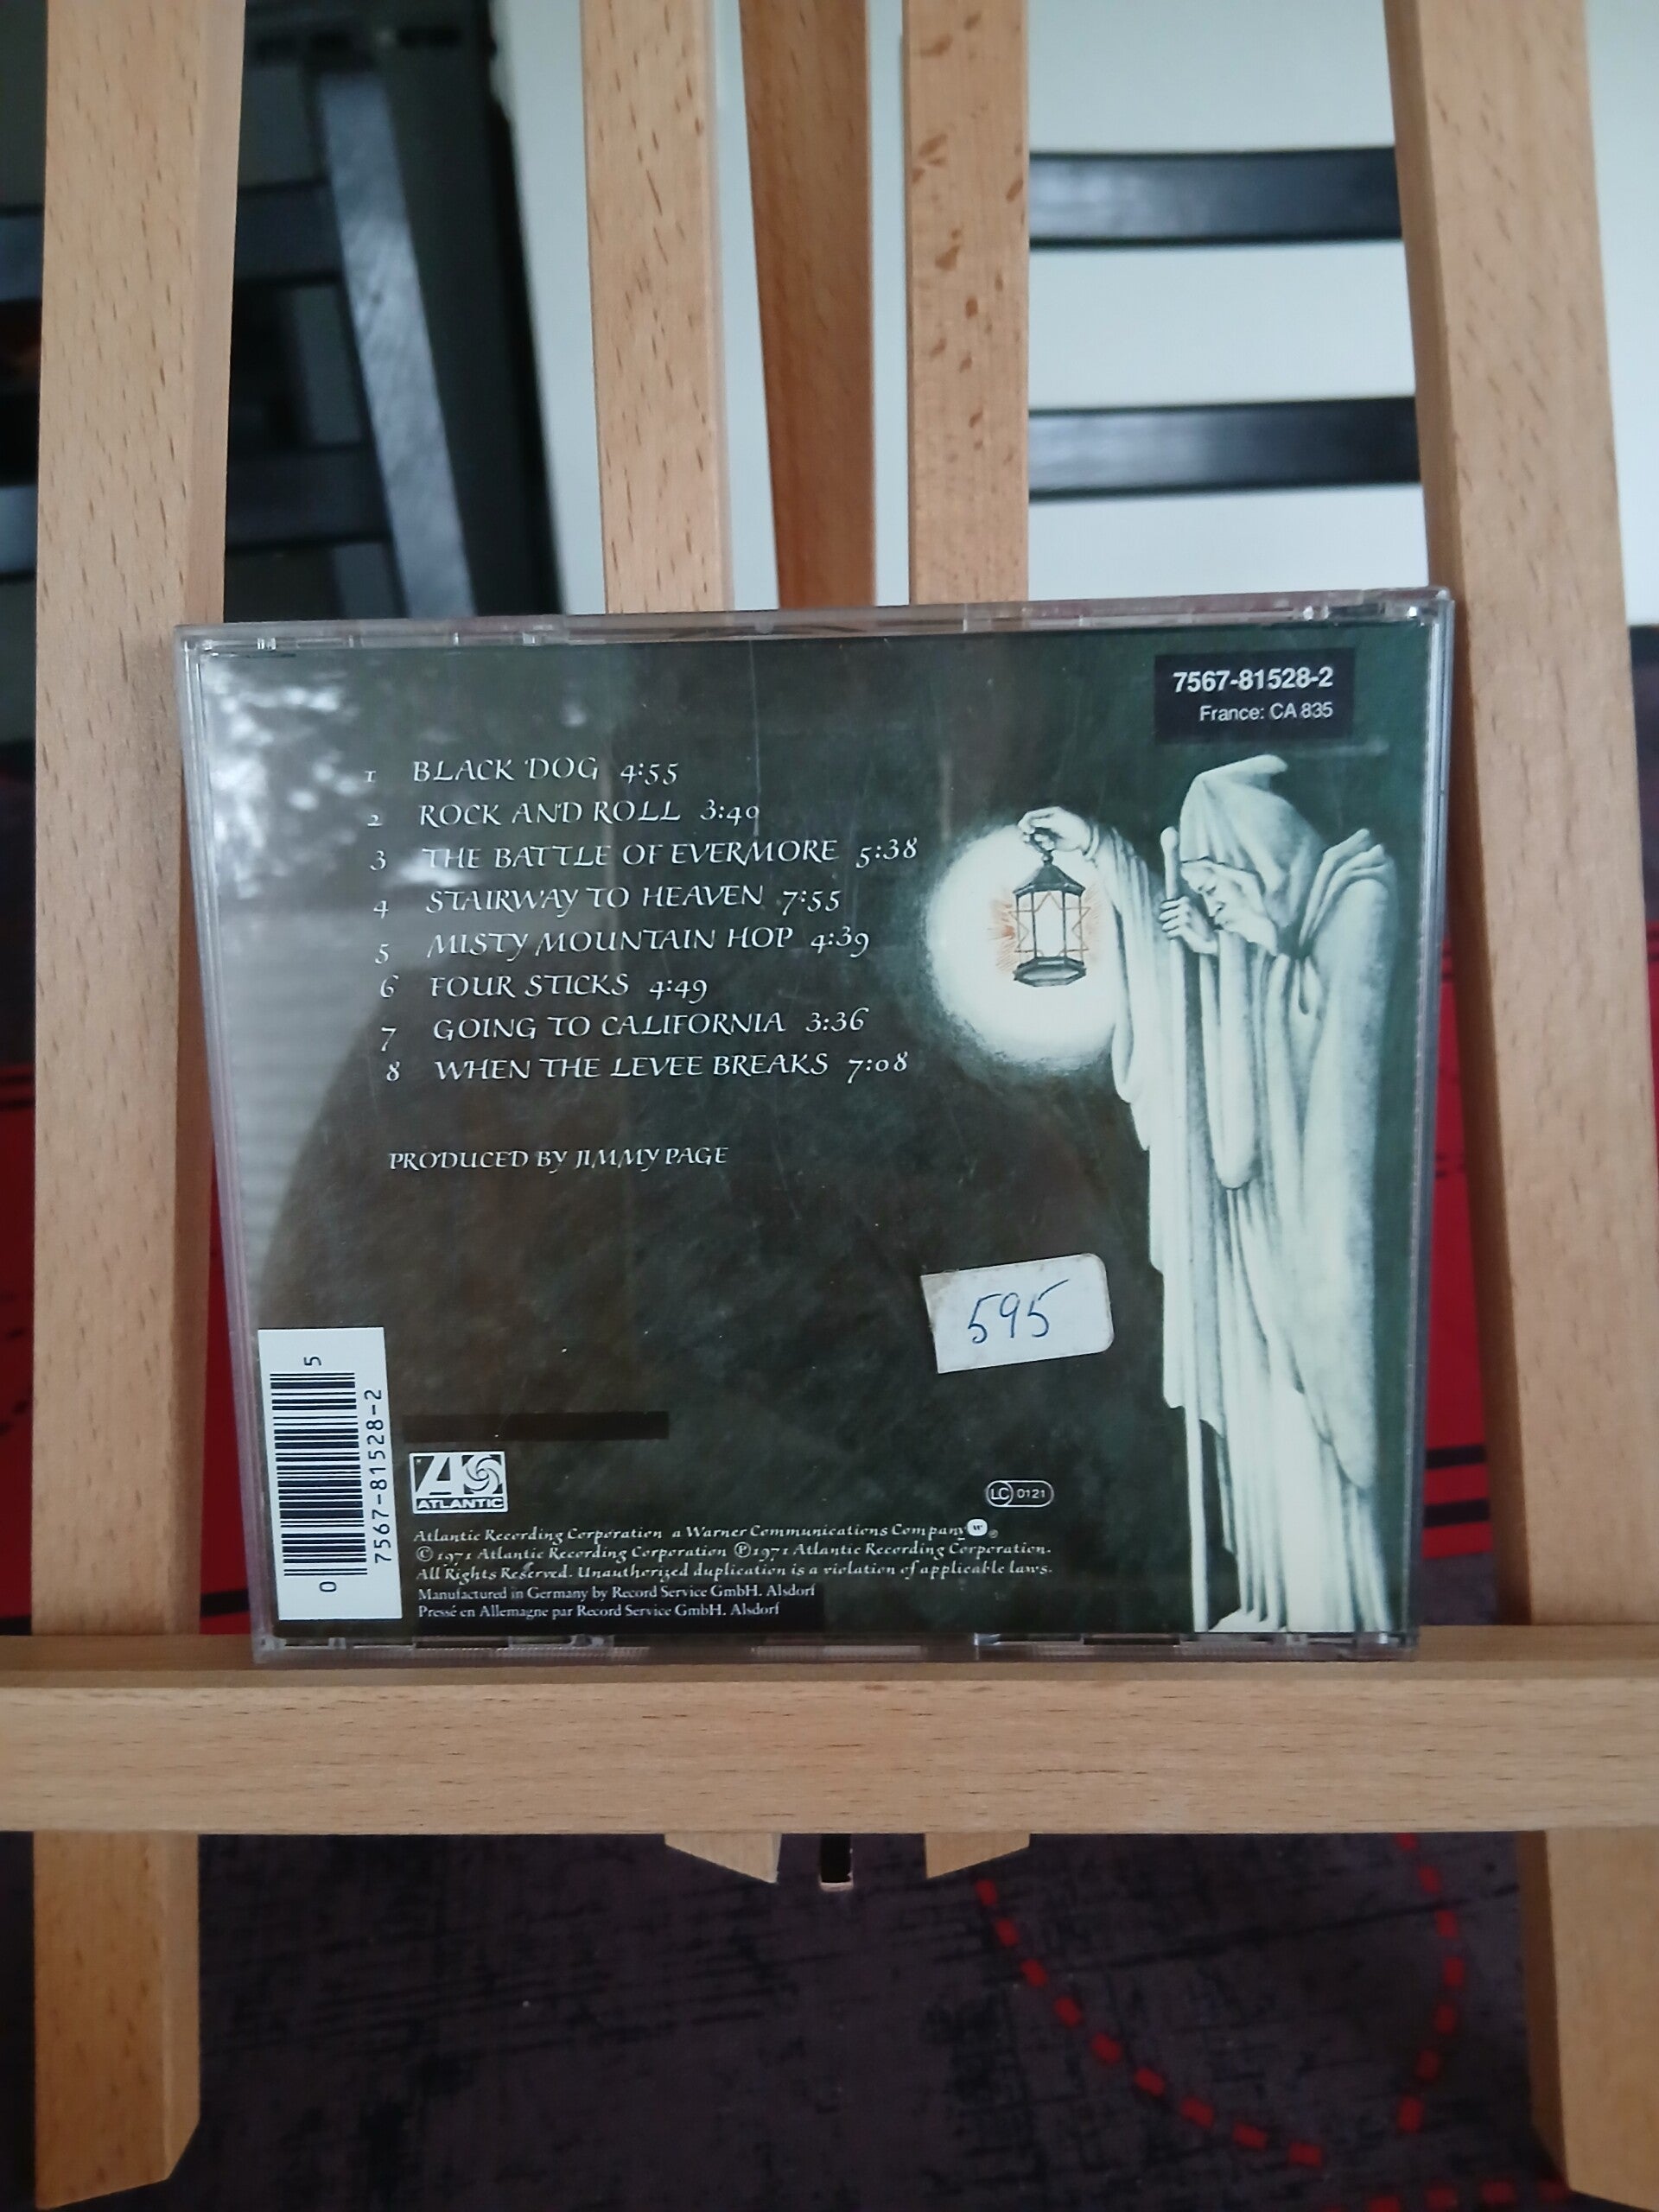 7567-81528-2
France: CA 835
1 BLACK DOG 4:55
2 ROCK AND ROLL 3:40
3 THE BATTLE OF EVERMORE 5:38
4 STAIRWAY TO HEAVEN 7:55
5 MISTY MOUNTAIN HOP 4:39
6 FOUR STICKS 4:49
7 GOING TO CALIFORNIA 3:36
8 WHEN THE LEVEE BREAKS 7:08
PRODUCED BY JIMMY PAGE
595
0 5
7567-81528-2
ATLANTIC
LC 0121
Atlantic Recording Corporation a Warner Communications Company W ®
© 1971 Atlantic Recording Corporation ℗ 1971 Atlantic Recording Corporation.
All Rights Reserved. Unauthorized duplication is a violation of applicable laws.
Manufactured in Germany by Record Service GmbH. Alsdorf
Pressé en Allemagne par Record Service GmbH. Alsdorf